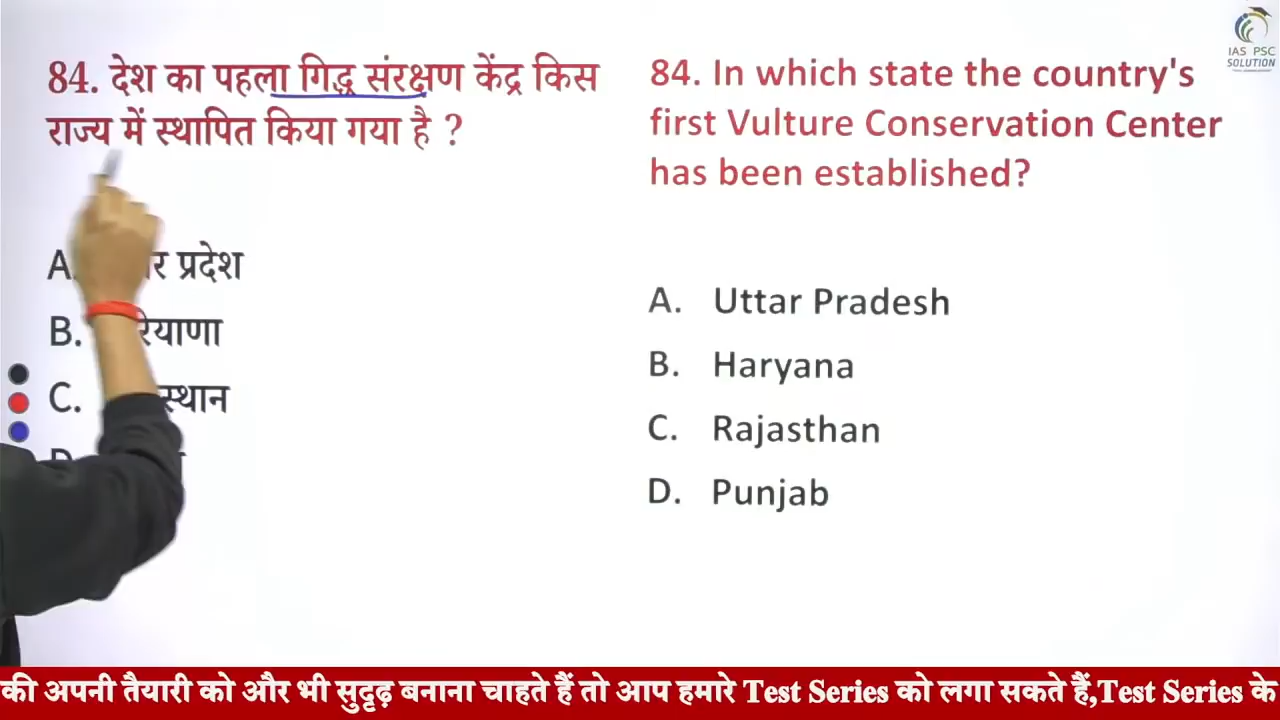 84. देश का पहला गिद्ध संरक्षण केंद्र किस
राज्य में स्थापित किया गया है ?
A. प्रदेश
B.
C.
84. In which state the country's
first Vulture Conservation Center
has been established?
A. Uttar Pradesh
B. Haryana
C. Rajasthan
D. Punjab
IAS PSC
SOLUTION
की अपनी तैयारी को और भी सुदृढ़ बनाना चाहते हैं तो आप हमारे Test Series को लगा सकते हैं,Test Series के